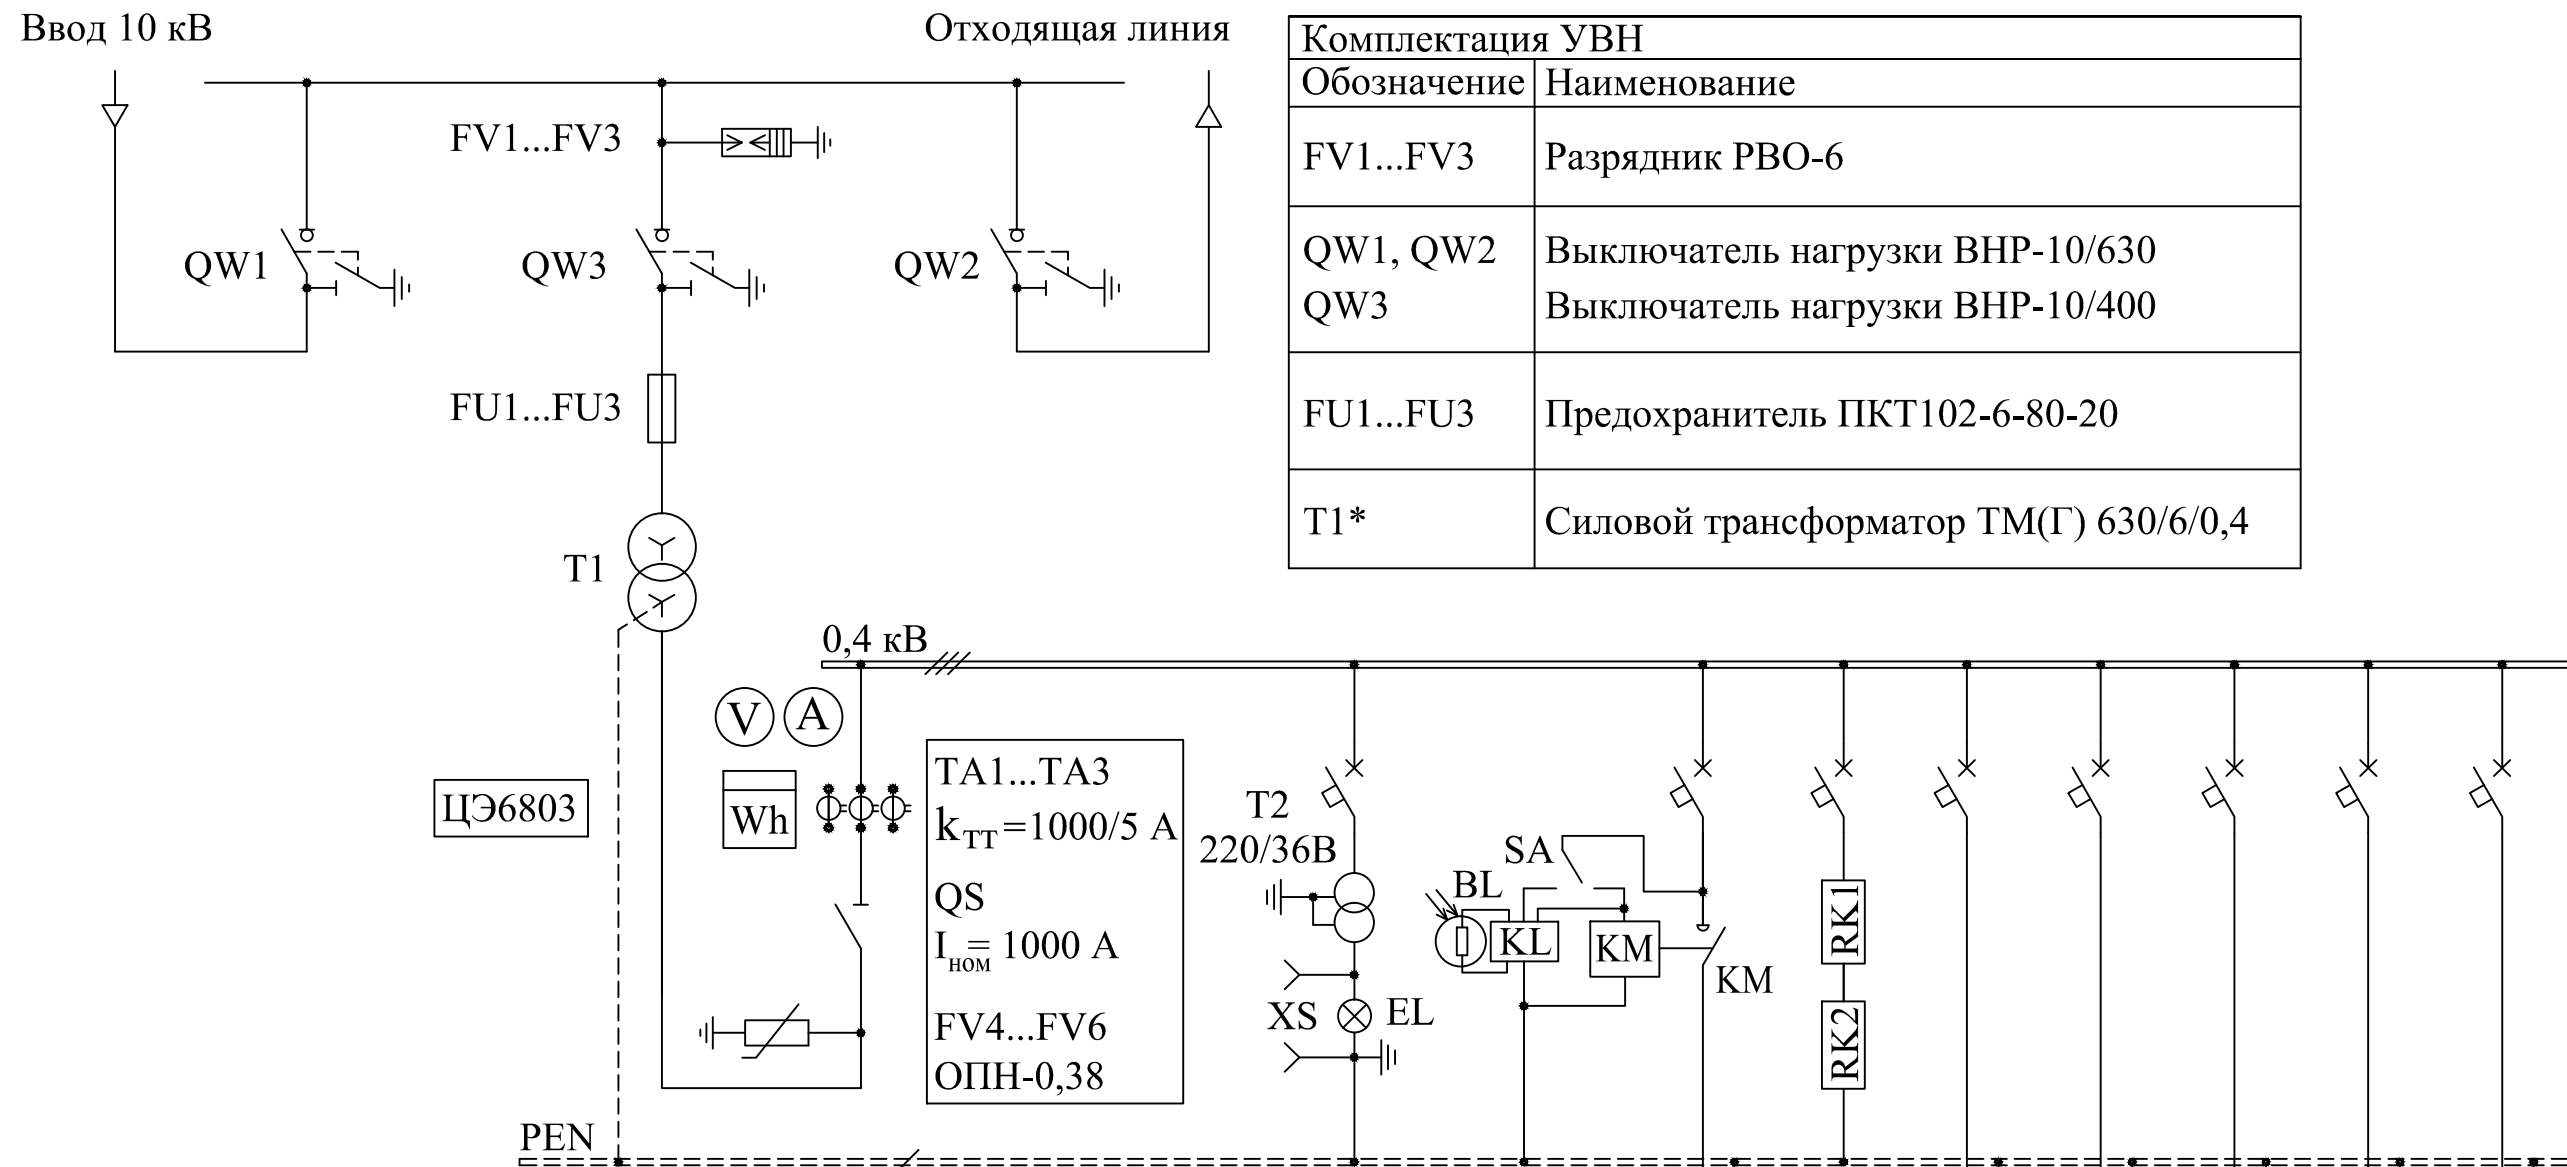 Ввод 10 кВ
Отходящая линия
Комплектация УВН
Обозначение Наименование
FV1...FV3 Разрядник РВО-6
QW1, QW2 Выключатель нагрузки ВНР-10/630
QW3 Выключатель нагрузки ВНР-10/400
FU1...FU3 Предохранитель ПКТ102-6-80-20
T1* Силовой трансформатор ТМ(Г) 630/6/0,4
FV1...FV3
QW1
QW3
QW2
FU1...FU3
T1
0,4 кВ
V
A
ЦЭ6803
Wh
TA1...TA3
kТТ=1000/5 А
QS
Iном= 1000 А
FV4...FV6
ОПН-0,38
T2
220/36В
SA
BL
KL
KM
KM
XS
EL
RK1
RK2
PEN